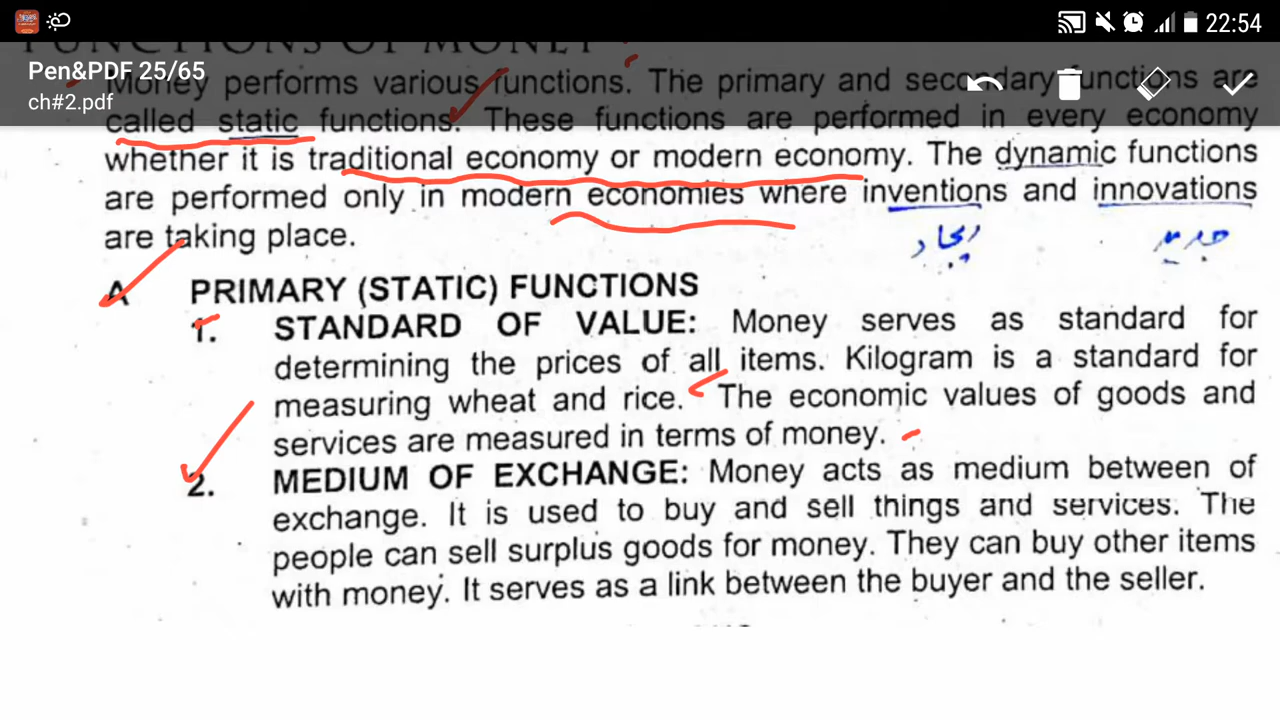 22:54
FUNCTIONS OF MONEY
Pen&PDF 25/65
ch#2.pdf
Money performs various functions. The primary and secondary functions are
called static functions. These functions are performed in every economy
whether it is traditional economy or modern economy. The dynamic functions
are performed only in modern economies where inventions and innovations
are taking place.
ایجاد جدید
A PRIMARY (STATIC) FUNCTIONS
1. STANDARD OF VALUE: Money serves as standard for
determining the prices of all items. Kilogram is a standard for
measuring wheat and rice. The economic values of goods and
services are measured in terms of money.
2. MEDIUM OF EXCHANGE: Money acts as medium between of
exchange. It is used to buy and sell things and services. The
people can sell surplus goods for money. They can buy other items
with money. It serves as a link between the buyer and the seller.